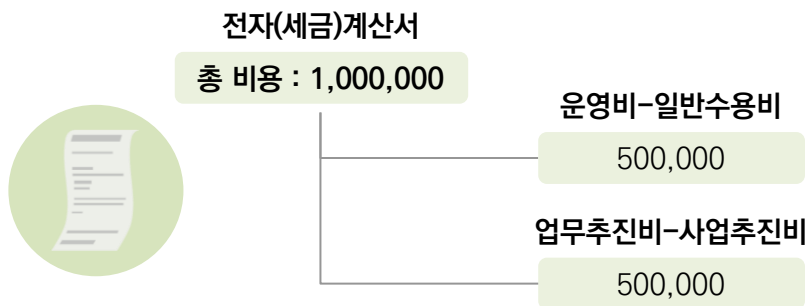 전자(세금)계산서
총 비용 : 1,000,000
운영비-일반수용비
500,000
업무추진비-사업추진비
500,000